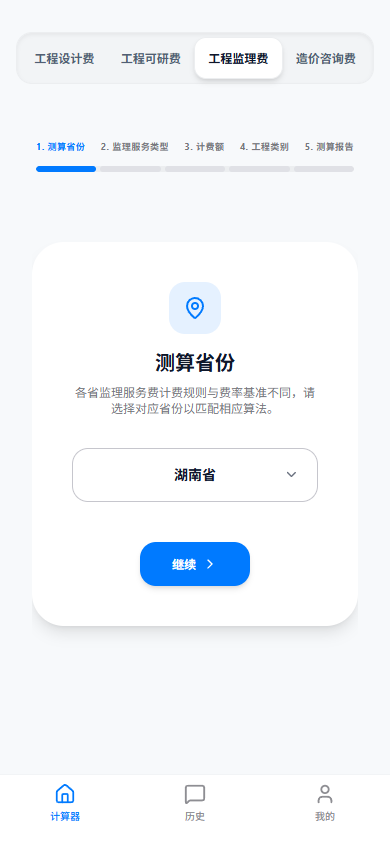 工程设计费 工程可研费 工程监理费 造价咨询费
1. 测算省份 2. 监理服务类型 3. 计费额 4. 工程类别 5. 测算报告
测算省份
各省监理服务费计费规则与费率基准不同，请
选择对应省份以匹配相应算法。
湖南省
继续
计算器 历史 我的